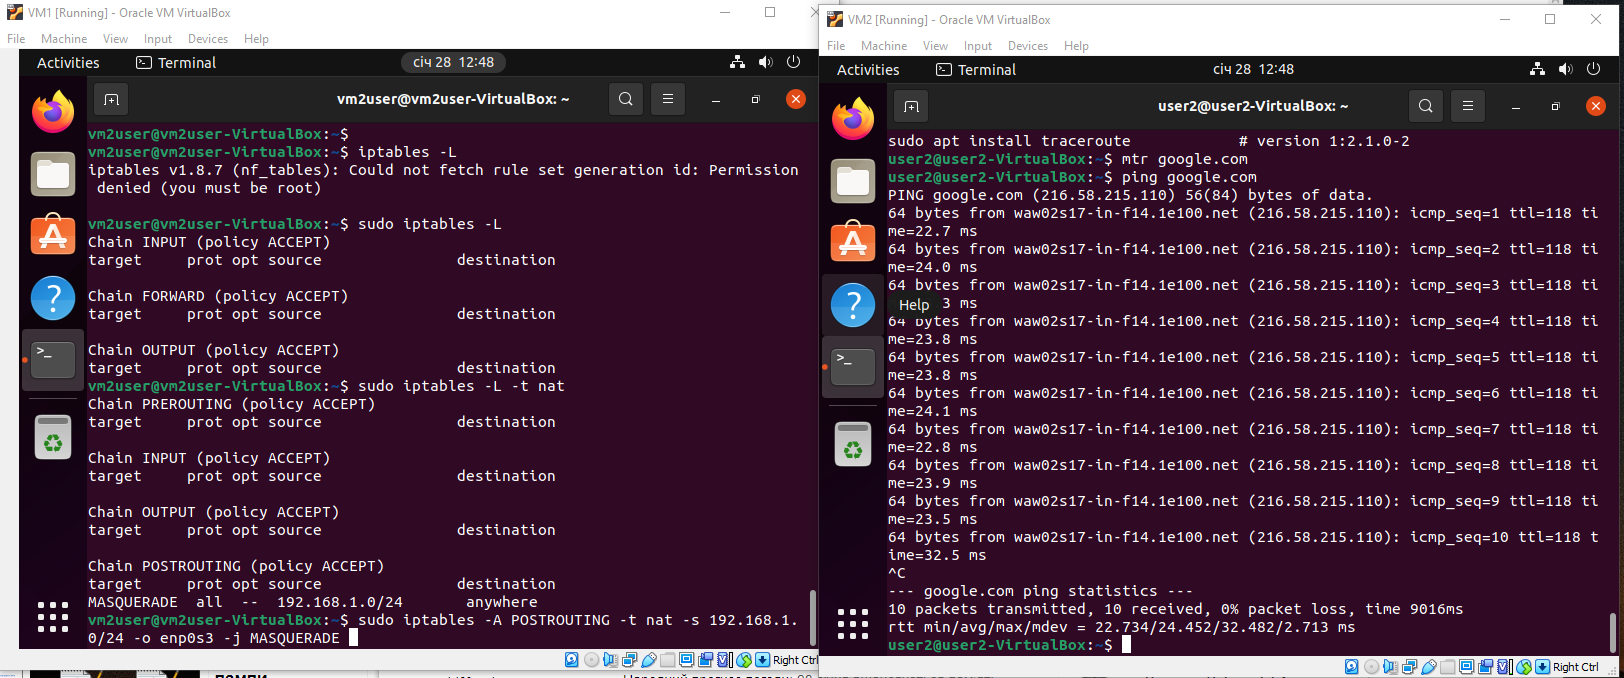 VM1 [Running] - Oracle VM VirtualBox
File Machine View Input Devices Help
Activities Terminal січ 28 12:48
vm2user@vm2user-VirtualBox: ~
vm2user@vm2user-VirtualBox:~$
vm2user@vm2user-VirtualBox:~$ iptables -L
iptables v1.8.7 (nf_tables): Could not fetch rule set generation id: Permission
denied (you must be root)
vm2user@vm2user-VirtualBox:~$ sudo iptables -L
Chain INPUT (policy ACCEPT)
target     prot opt source               destination
Chain FORWARD (policy ACCEPT)
target     prot opt source               destination
Chain OUTPUT (policy ACCEPT)
target     prot opt source               destination
vm2user@vm2user-VirtualBox:~$ sudo iptables -L -t nat
Chain PREROUTING (policy ACCEPT)
target     prot opt source               destination
Chain INPUT (policy ACCEPT)
target     prot opt source               destination
Chain OUTPUT (policy ACCEPT)
target     prot opt source               destination
Chain POSTROUTING (policy ACCEPT)
target     prot opt source               destination
MASQUERADE  all  --  192.168.1.0/24       anywhere
vm2user@vm2user-VirtualBox:~$ sudo iptables -A POSTROUTING -t nat -s 192.168.1.
0/24 -o enp0s3 -j MASQUERADE
Right Ctrl
VM2 [Running] - Oracle VM VirtualBox
File Machine View Input Devices Help
Activities Terminal січ 28 12:48
user2@user2-VirtualBox: ~
sudo apt install traceroute            # version 1:2.1.0-2
user2@user2-VirtualBox:~$ mtr google.com
user2@user2-VirtualBox:~$ ping google.com
PING google.com (216.58.215.110) 56(84) bytes of data.
64 bytes from waw02s17-in-f14.1e100.net (216.58.215.110): icmp_seq=1 ttl=118 ti
me=22.7 ms
64 bytes from waw02s17-in-f14.1e100.net (216.58.215.110): icmp_seq=2 ttl=118 ti
me=24.0 ms
64 bytes from waw02s17-in-f14.1e100.net (216.58.215.110): icmp_seq=3 ttl=118 ti
Help
3 ms
64 bytes from waw02s17-in-f14.1e100.net (216.58.215.110): icmp_seq=4 ttl=118 ti
me=23.8 ms
64 bytes from waw02s17-in-f14.1e100.net (216.58.215.110): icmp_seq=5 ttl=118 ti
me=23.8 ms
64 bytes from waw02s17-in-f14.1e100.net (216.58.215.110): icmp_seq=6 ttl=118 ti
me=24.1 ms
64 bytes from waw02s17-in-f14.1e100.net (216.58.215.110): icmp_seq=7 ttl=118 ti
me=22.8 ms
64 bytes from waw02s17-in-f14.1e100.net (216.58.215.110): icmp_seq=8 ttl=118 ti
me=23.9 ms
64 bytes from waw02s17-in-f14.1e100.net (216.58.215.110): icmp_seq=9 ttl=118 ti
me=23.5 ms
64 bytes from waw02s17-in-f14.1e100.net (216.58.215.110): icmp_seq=10 ttl=118 t
ime=32.5 ms
^C
--- google.com ping statistics ---
10 packets transmitted, 10 received, 0% packet loss, time 9016ms
rtt min/avg/max/mdev = 22.734/24.452/32.482/2.713 ms
user2@user2-VirtualBox:~$
Right Ctrl